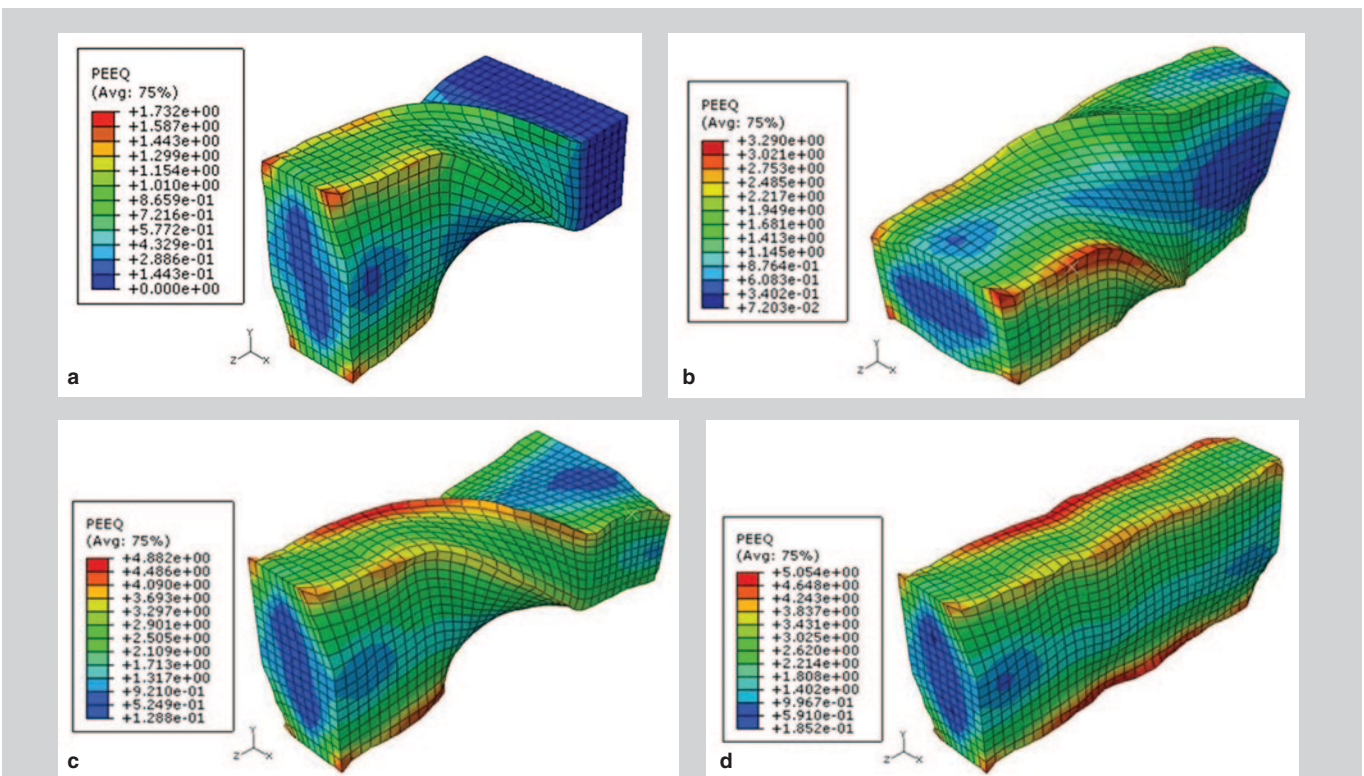 PEEQ
(Avg: 75%)
+1.732e+00
+1.587e+00
+1.443e+00
+1.299e+00
+1.154e+00
+1.010e+00
+8.659e-01
+7.216e-01
+5.772e-01
+4.329e-01
+2.886e-01
+1.443e-01
+0.000e+00
Y
Z
X
a
PEEQ
(Avg: 75%)
+3.290e+00
+3.021e+00
+2.753e+00
+2.485e+00
+2.217e+00
+1.949e+00
+1.681e+00
+1.413e+00
+1.145e+00
+8.764e-01
+6.083e-01
+3.402e-01
+7.203e-02
Y
Z
X
b
PEEQ
(Avg: 75%)
+4.882e+00
+4.486e+00
+4.090e+00
+3.693e+00
+3.297e+00
+2.901e+00
+2.505e+00
+2.109e+00
+1.713e+00
+1.317e+00
+9.210e-01
+5.249e-01
+1.288e-01
Y
Z
X
c
PEEQ
(Avg: 75%)
+5.054e+00
+4.648e+00
+4.243e+00
+3.837e+00
+3.431e+00
+3.025e+00
+2.620e+00
+2.214e+00
+1.808e+00
+1.402e+00
+9.967e-01
+5.910e-01
+1.852e-01
Y
Z
X
d